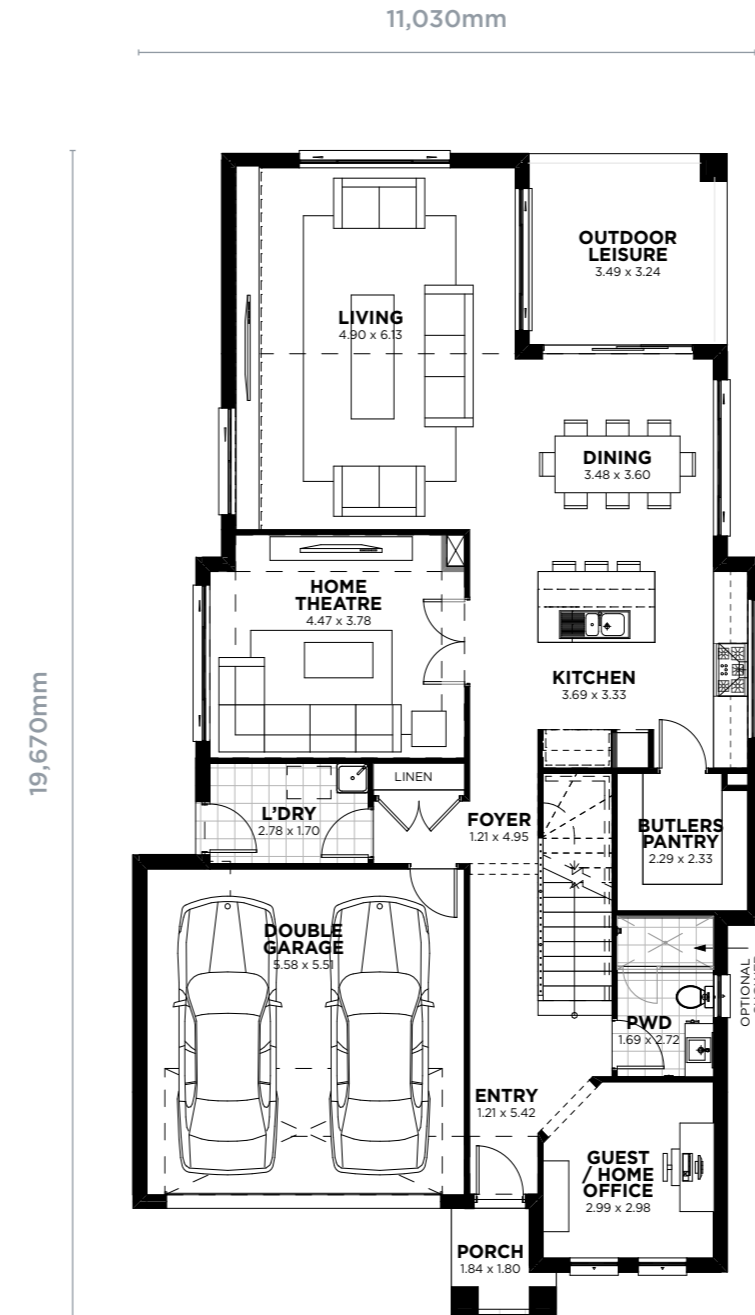 11,030mm
19,670mm
OUTDOOR
LEISURE
3.49 x 3.24
LIVING
4.90 x 6.13
DINING
3.48 x 3.60
HOME
THEATRE
4.47 x 3.78
KITCHEN
3.69 x 3.33
LINEN
L'DRY
2.78 x 1.70
FOYER
1.21 x 4.95
BUTLERS
PANTRY
2.29 x 2.33
DOUBLE
GARAGE
5.58 x 5.51
OPTIONAL
PWD
1.69 x 2.72
ENTRY
1.21 x 5.42
GUEST
/ HOME
OFFICE
2.99 x 2.98
PORCH
1.84 x 1.80